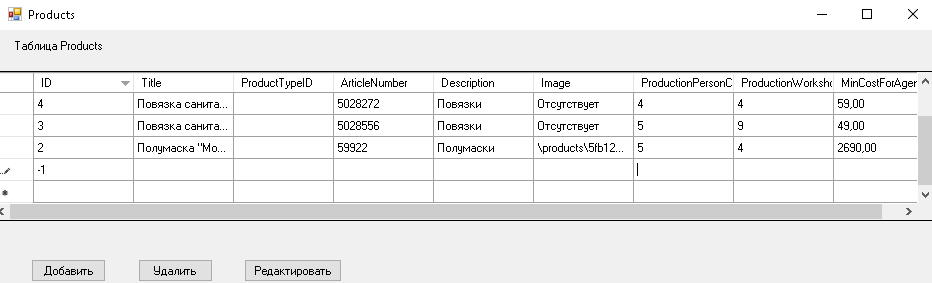 Products
Таблица Products
ID Title ProductTypeID ArticleNumber Description Image ProductionPersonC ProductionWorksho MinCostForAgen
4 Повязка санита... 5028272 Повязки Отсутствует 4 4 59,00
3 Повязка санита... 5028556 Повязки Отсутствует 5 9 49,00
2 Полумаска "Мо... 59922 Полумаски \products\5fb12... 5 4 2690,00
-1
Добавить Удалить Редактировать